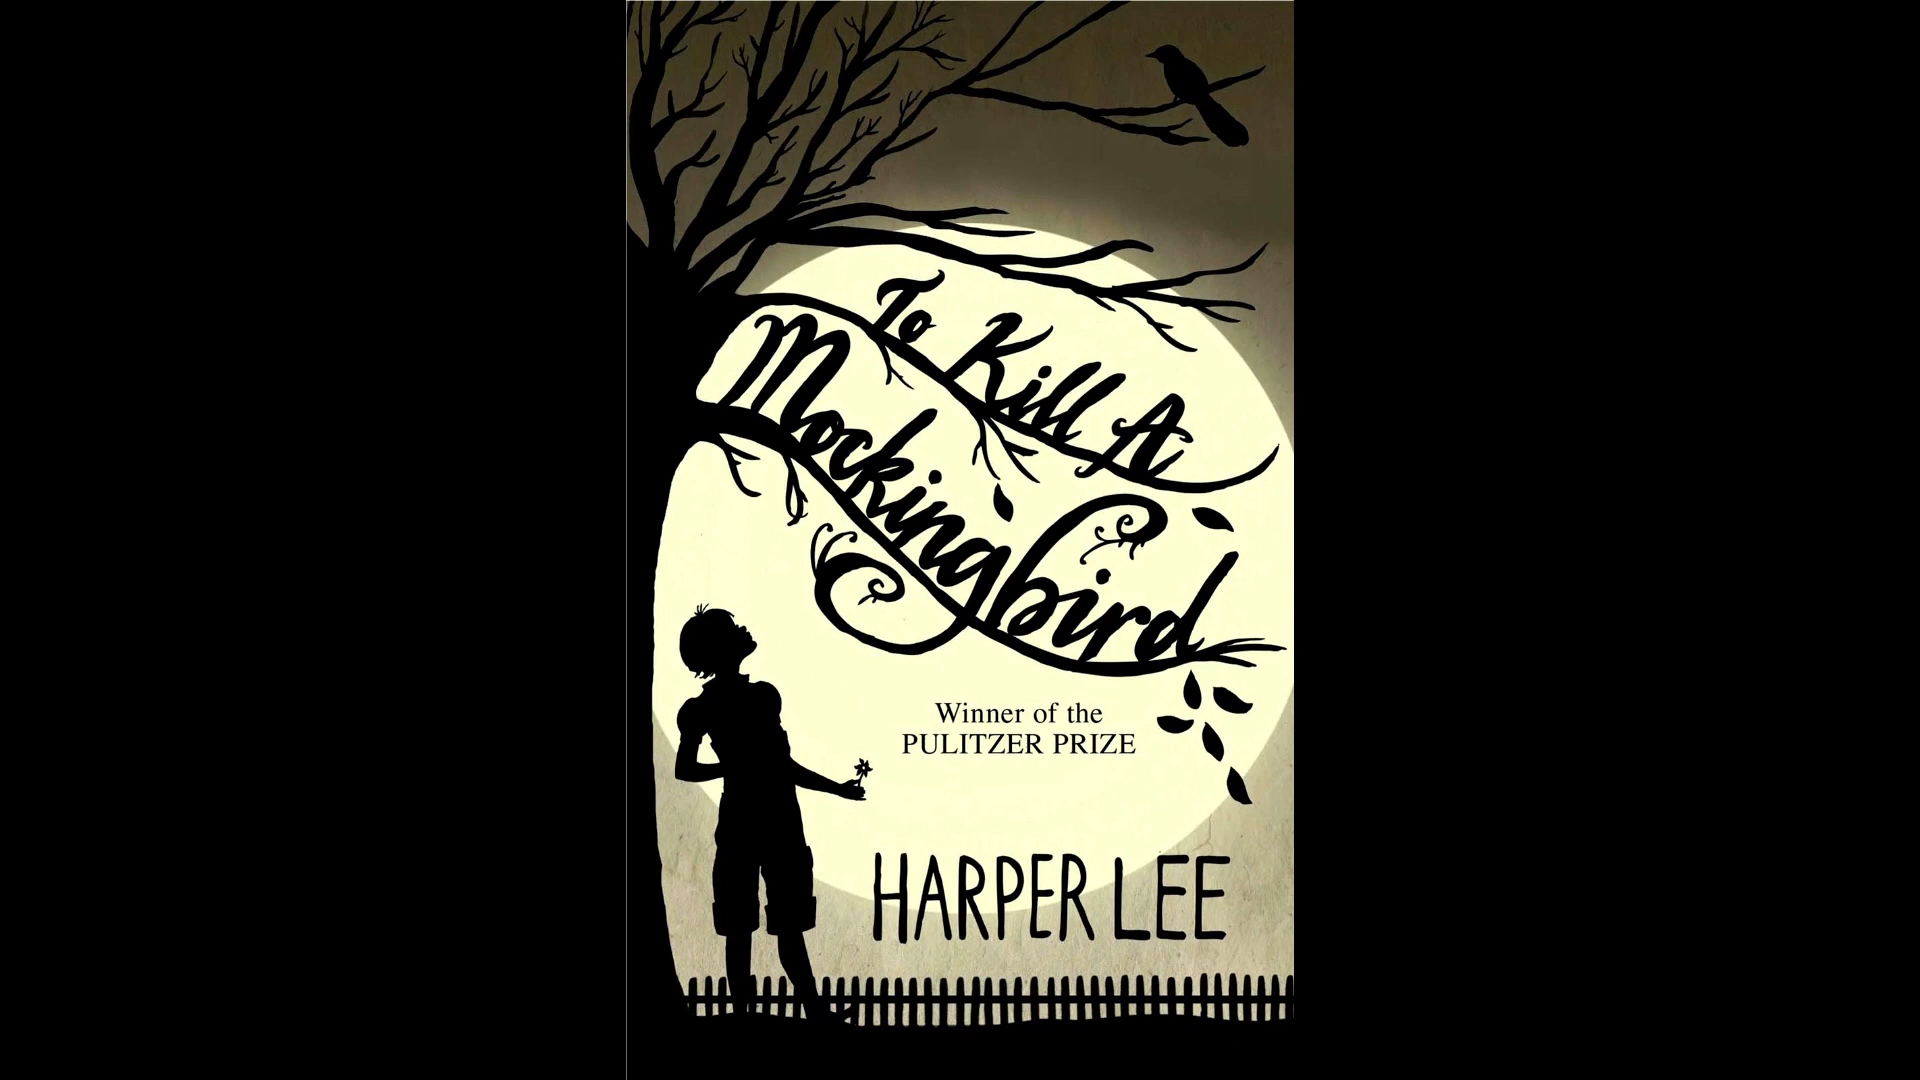 To Kill A
Mockingbird
Winner of the
PULITZER PRIZE
HARPER LEE